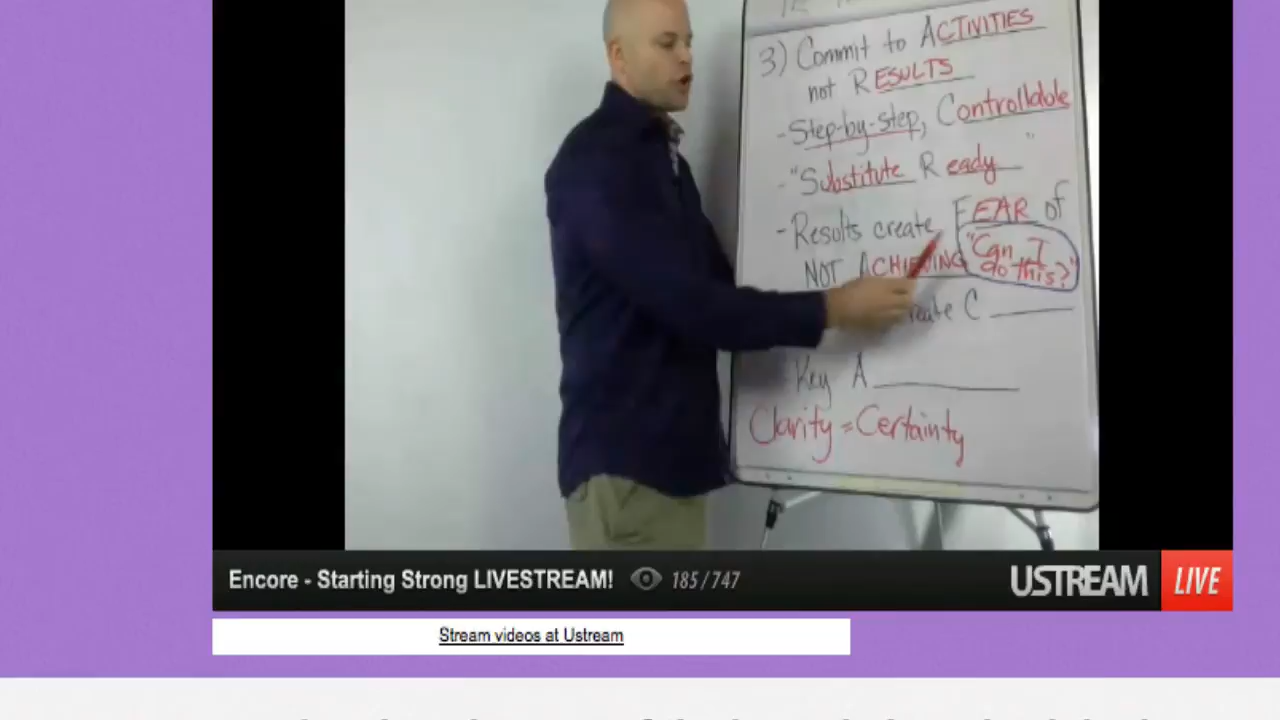 3) Commit to ACTIVITIES
not RESULTS
- Step-by-step, Controllable
- "Substitute Ready "
- Results create FEAR of
NOT ACHIEVING "Can I
do this?"
create C
Key A
Clarity = Certainty
Encore - Starting Strong LIVESTREAM! 185/747 USTREAM LIVE
Stream videos at Ustream